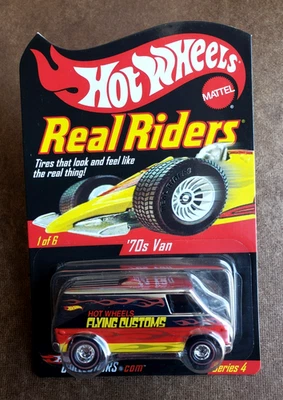 HOT WHEELS
MATTEL
Real Riders®
Tires that look and feel like
the real thing!
1 of 6
'70s Van
HOT WHEELS
FLYING CUSTOMS
.com
Series 4